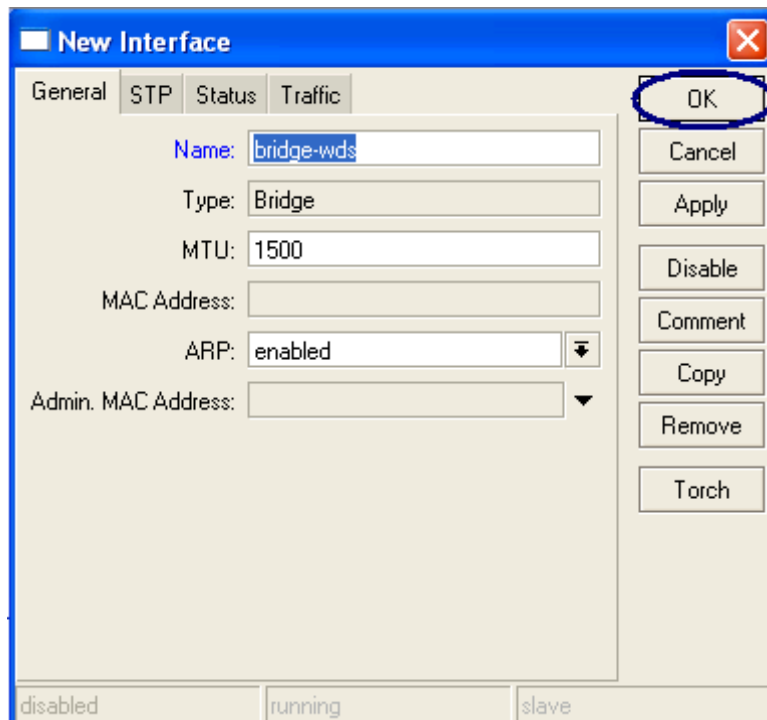 New Interface
General STP Status Traffic
OK
Name: bridge-wds
Cancel
Type: Bridge
Apply
MTU: 1500
Disable
MAC Address:
Comment
ARP: enabled
Copy
Admin. MAC Address:
Remove
Torch
disabled running slave